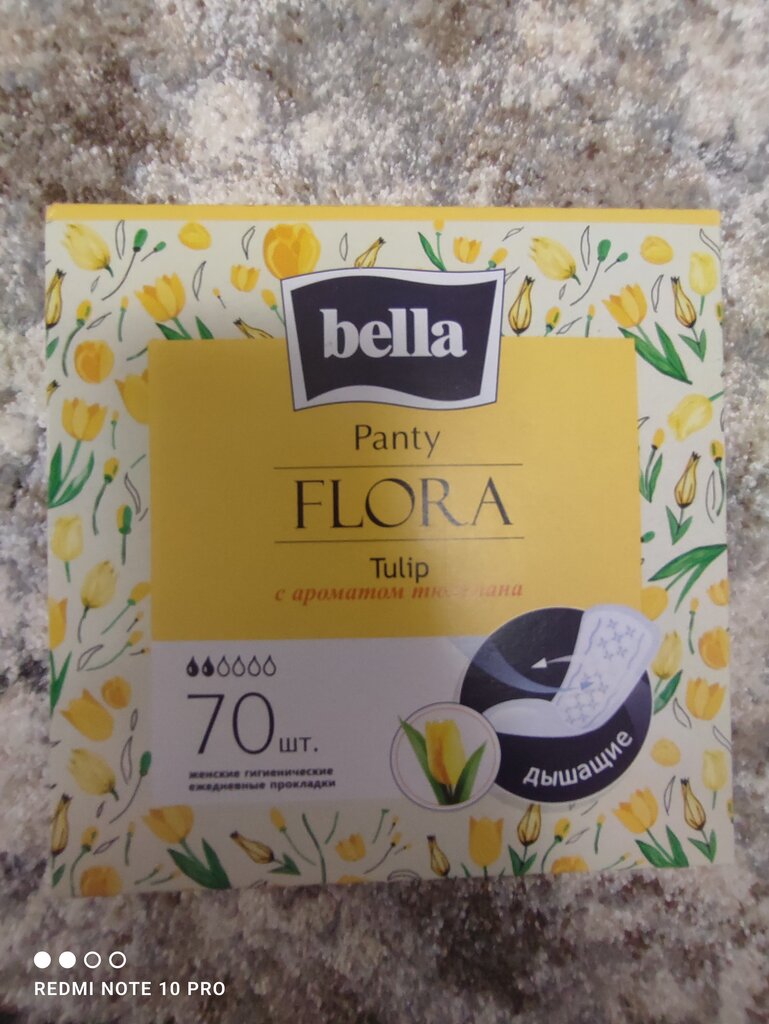 bella
Panty
FLORA
Tulip
с ароматом тюльпана
70 шт.
женские гигиенические
ежедневные прокладки
дышащие
REDMI NOTE 10 PRO